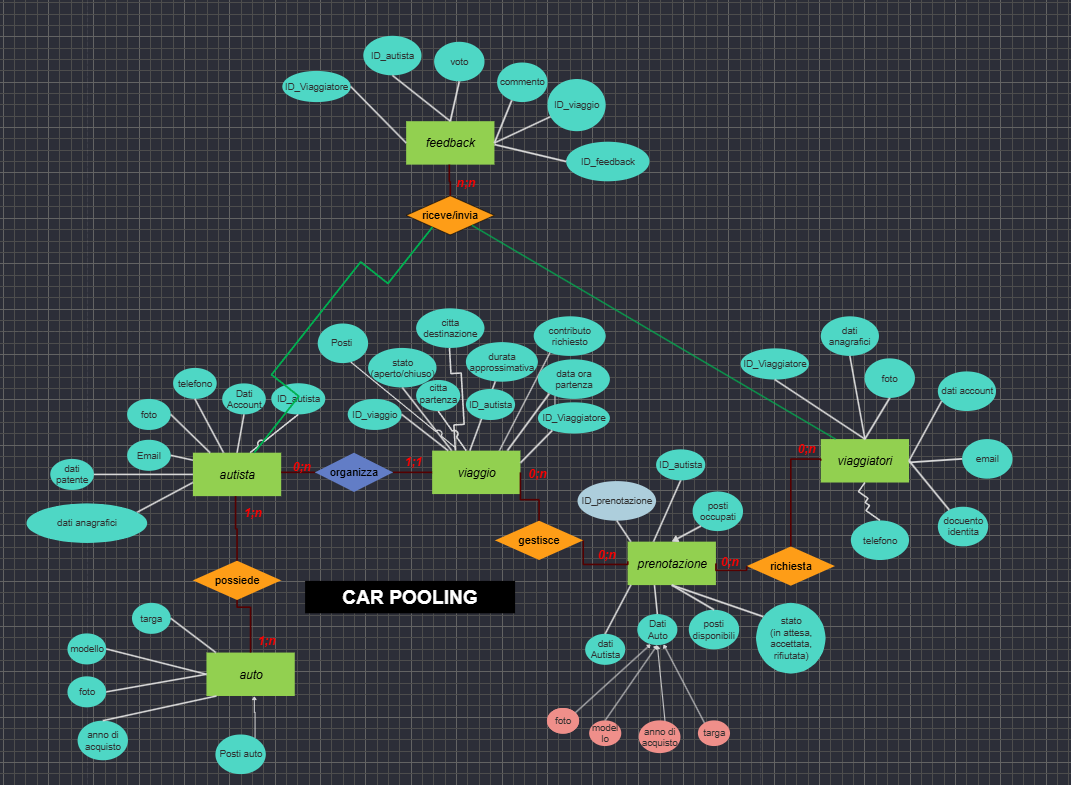 ID_autista
voto
ID_Viaggiatore
commento
ID_viaggio
feedback
ID_feedback
n;n
riceve/invia
Posti
citta
destinazione
contributo
richiesto
stato
(aperto/chiuso)
durata
approssimativa
data ora
partenza
citta
partenza
ID_viaggio
ID_autista
ID_Viaggiatore
telefono
Dati
Account
ID_autista
foto
Email
dati
patente
dati anagrafici
autista
0;n
organizza
1;1
viaggio
0;n
dati
anagrafici
ID_Viaggiatore
foto
dati account
0;n
viaggiatori
email
telefono
docuento
identita
ID_autista
ID_prenotazione
posti
occupati
gestisce
0;n
prenotazione
0;n
richiesta
1;n
possiede
CAR POOLING
1;n
targa
modello
foto
auto
anno di
acquisto
Posti auto
dati
Autista
Dati
Auto
posti
disponibili
stato
(in attesa,
accettata,
rifiutata)
foto
model
lo
anno di
acquisto
targa